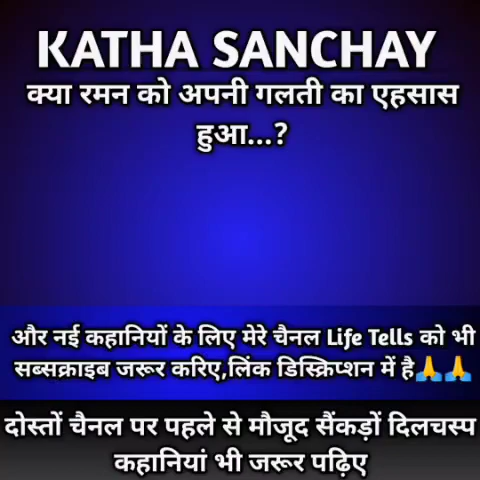 KATHA SANCHAY
क्या रमन को अपनी गलती का एहसास
हुआ...?
और नई कहानियों के लिए मेरे चैनल Life Tells को भी
सब्सक्राइब जरूर करिए,लिंक डिस्क्रिप्शन में है🙏🙏
दोस्तों चैनल पर पहले से मौजूद सैंकड़ों दिलचस्प
कहानियां भी जरूर पढ़िए